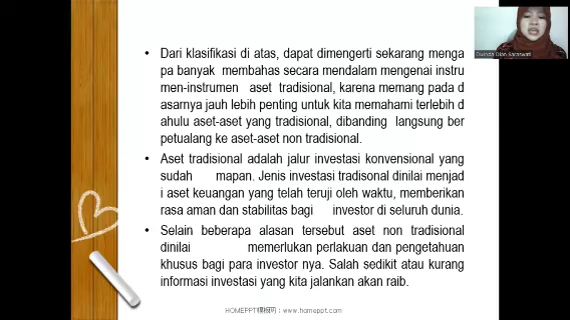 Dari klasifikasi di atas, dapat dimengerti sekarang menga
pa banyak membahas secara mendalam mengenai instru
men-instrumen aset tradisional, karena memang pada d
asarnya jauh lebih penting untuk kita memahami terlebih d
ahulu aset-aset yang tradisional, dibanding langsung ber
petualang ke aset-aset non tradisional.
Aset tradisional adalah jalur investasi konvensional yang
sudah mapan. Jenis investasi tradisonal dinilai menjad
i aset keuangan yang telah teruji oleh waktu, memberikan
rasa aman dan stabilitas bagi investor di seluruh dunia.
Selain beberapa alasan tersebut aset non tradisional
dinilai memerlukan perlakuan dan pengetahuan
khusus bagi para investor nya. Salah sedikit atau kurang
informasi investasi yang kita jalankan akan raib.
HOMEPPT模板网：www.homeppt.com
Dian Saraswati